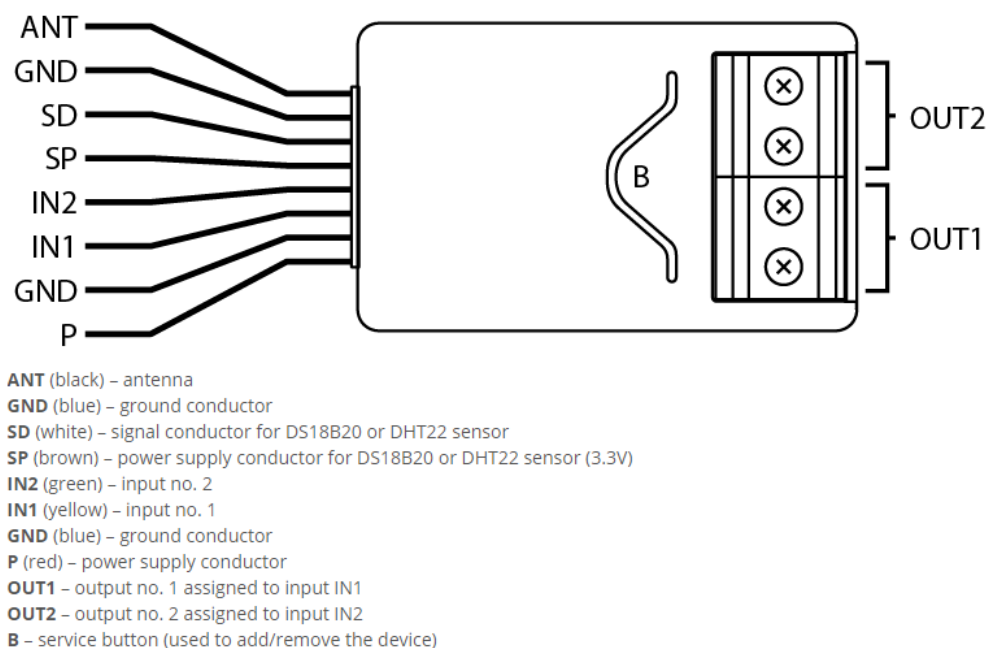 ANT
GND
SD
SP
IN2
IN1
GND
P
B
OUT2
OUT1
ANT (black) – antenna
GND (blue) – ground conductor
SD (white) – signal conductor for DS18B20 or DHT22 sensor
SP (brown) – power supply conductor for DS18B20 or DHT22 sensor (3.3V)
IN2 (green) – input no. 2
IN1 (yellow) – input no. 1
GND (blue) – ground conductor
P (red) – power supply conductor
OUT1 – output no. 1 assigned to input IN1
OUT2 – output no. 2 assigned to input IN2
B – service button (used to add/remove the device)